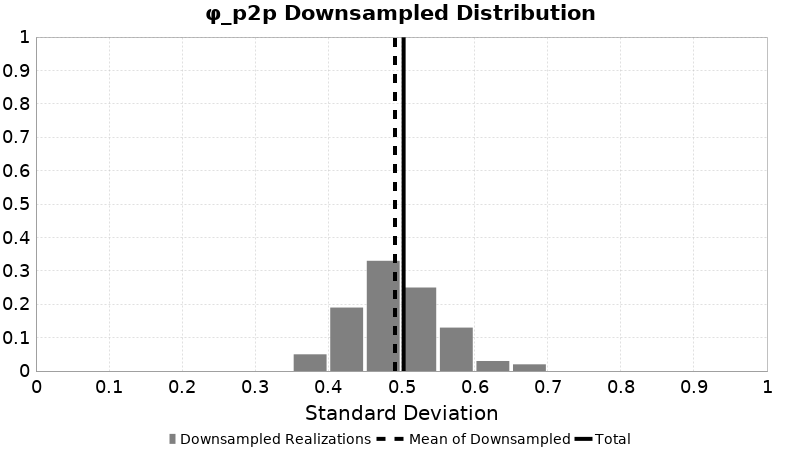 φ_p2p Downsampled Distribution
1
0.9
0.8
0.7
0.6
0.5
0.4
0.3
0.2
0.1
0
0 0.1 0.2 0.3 0.4 0.5 0.6 0.7 0.8 0.9 1
Standard Deviation
Downsampled Realizations Mean of Downsampled Total